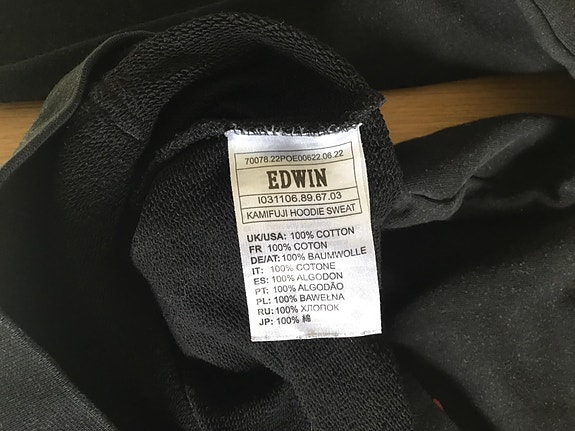 70078.22POE00622.06.22
EDWIN
I031106.89.67.03
KAMIFUJI HOODIE SWEAT
UK/USA: 100% COTTON
FR 100% COTON
DE/AT: 100% BAUMWOLLE
IT: 100% COTONE
ES: 100% ALGODON
PT: 100% ALGODÃO
PL: 100% BAWEŁNA
RU: 100% ХЛОПОК
JP: 100% 綿